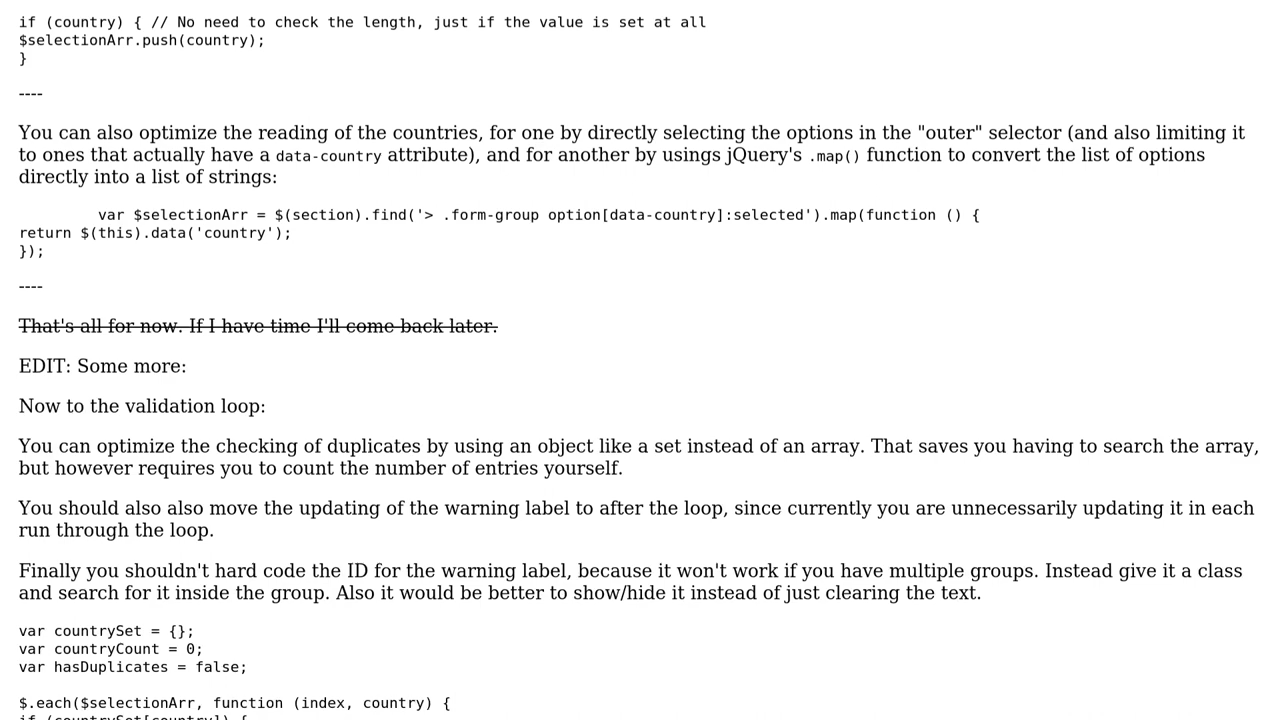 if (country) { // No need to check the length, just if the value is set at all
$selectionArr.push(country);
}
----
You can also optimize the reading of the countries, for one by directly selecting the options in the "outer" selector (and also limiting it
to ones that actually have a data-country attribute), and for another by usings jQuery's .map() function to convert the list of options
directly into a list of strings:
var $selectionArr = $(section).find('> .form-group option[data-country]:selected').map(function () {
return $(this).data('country');
});
----
That's all for now. If I have time I'll come back later.
EDIT: Some more:
Now to the validation loop:
You can optimize the checking of duplicates by using an object like a set instead of an array. That saves you having to search the array,
but however requires you to count the number of entries yourself.
You should also also move the updating of the warning label to after the loop, since currently you are unnecessarily updating it in each
run through the loop.
Finally you shouldn't hard code the ID for the warning label, because it won't work if you have multiple groups. Instead give it a class
and search for it inside the group. Also it would be better to show/hide it instead of just clearing the text.
var countrySet = {};
var countryCount = 0;
var hasDuplicates = false;
$.each($selectionArr, function (index, country) {
if (countrySet[country]) {